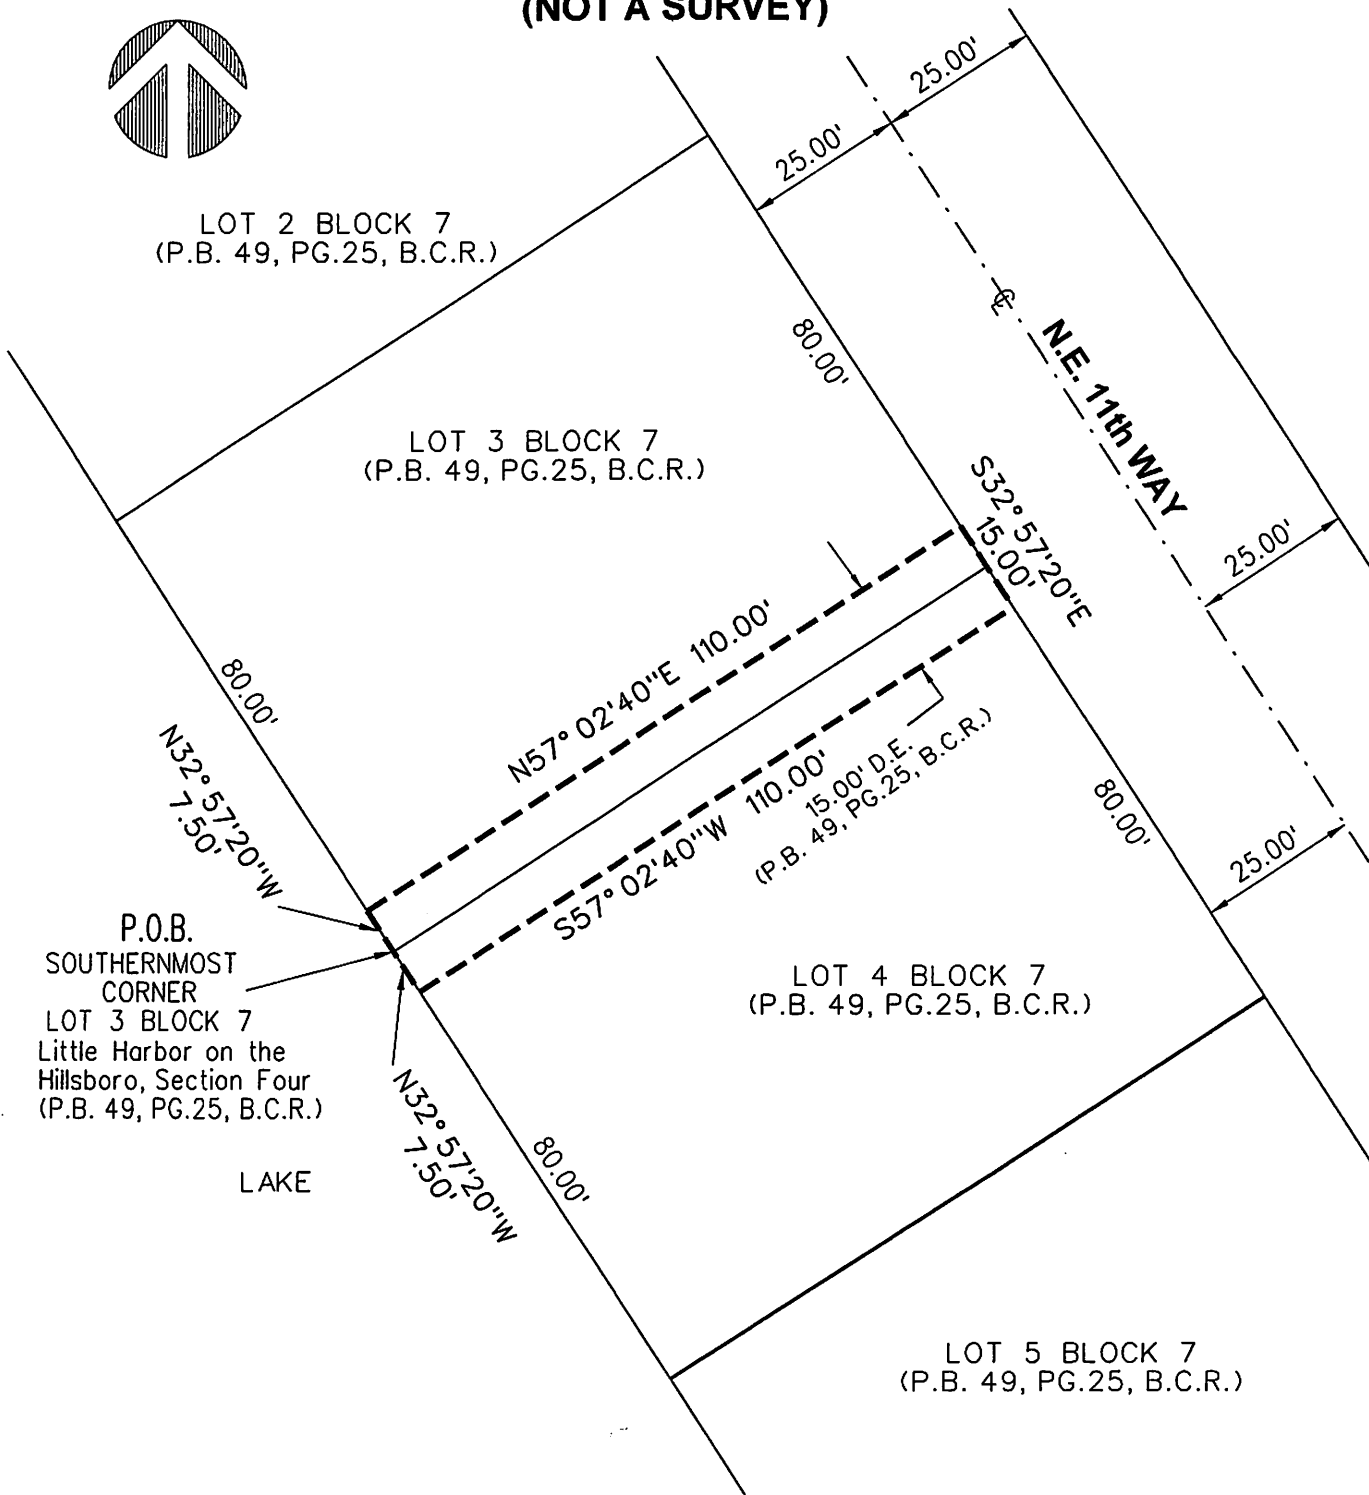 (NOT A SURVEY)
25.00'
25.00'
LOT 2 BLOCK 7
(P.B. 49, PG.25, B.C.R.)
80.00'
N.E. 11th WAY
LOT 3 BLOCK 7
(P.B. 49, PG.25, B.C.R.)
S32°57'20"E
15.00'
25.00'
N57°02'40"E 110.00'
80.00'
N32°57'20"W
7.50'
S57°02'40"W 110.00'
15.00' D.E.
(P.B. 49, PG.25, B.C.R.)
80.00'
25.00'
P.O.B.
SOUTHERNMOST
CORNER
LOT 3 BLOCK 7
Little Harbor on the
Hillsboro, Section Four
(P.B. 49, PG.25, B.C.R.)
LOT 4 BLOCK 7
(P.B. 49, PG.25, B.C.R.)
N32°57'20"W
7.50'
80.00'
LAKE
LOT 5 BLOCK 7
(P.B. 49, PG.25, B.C.R.)